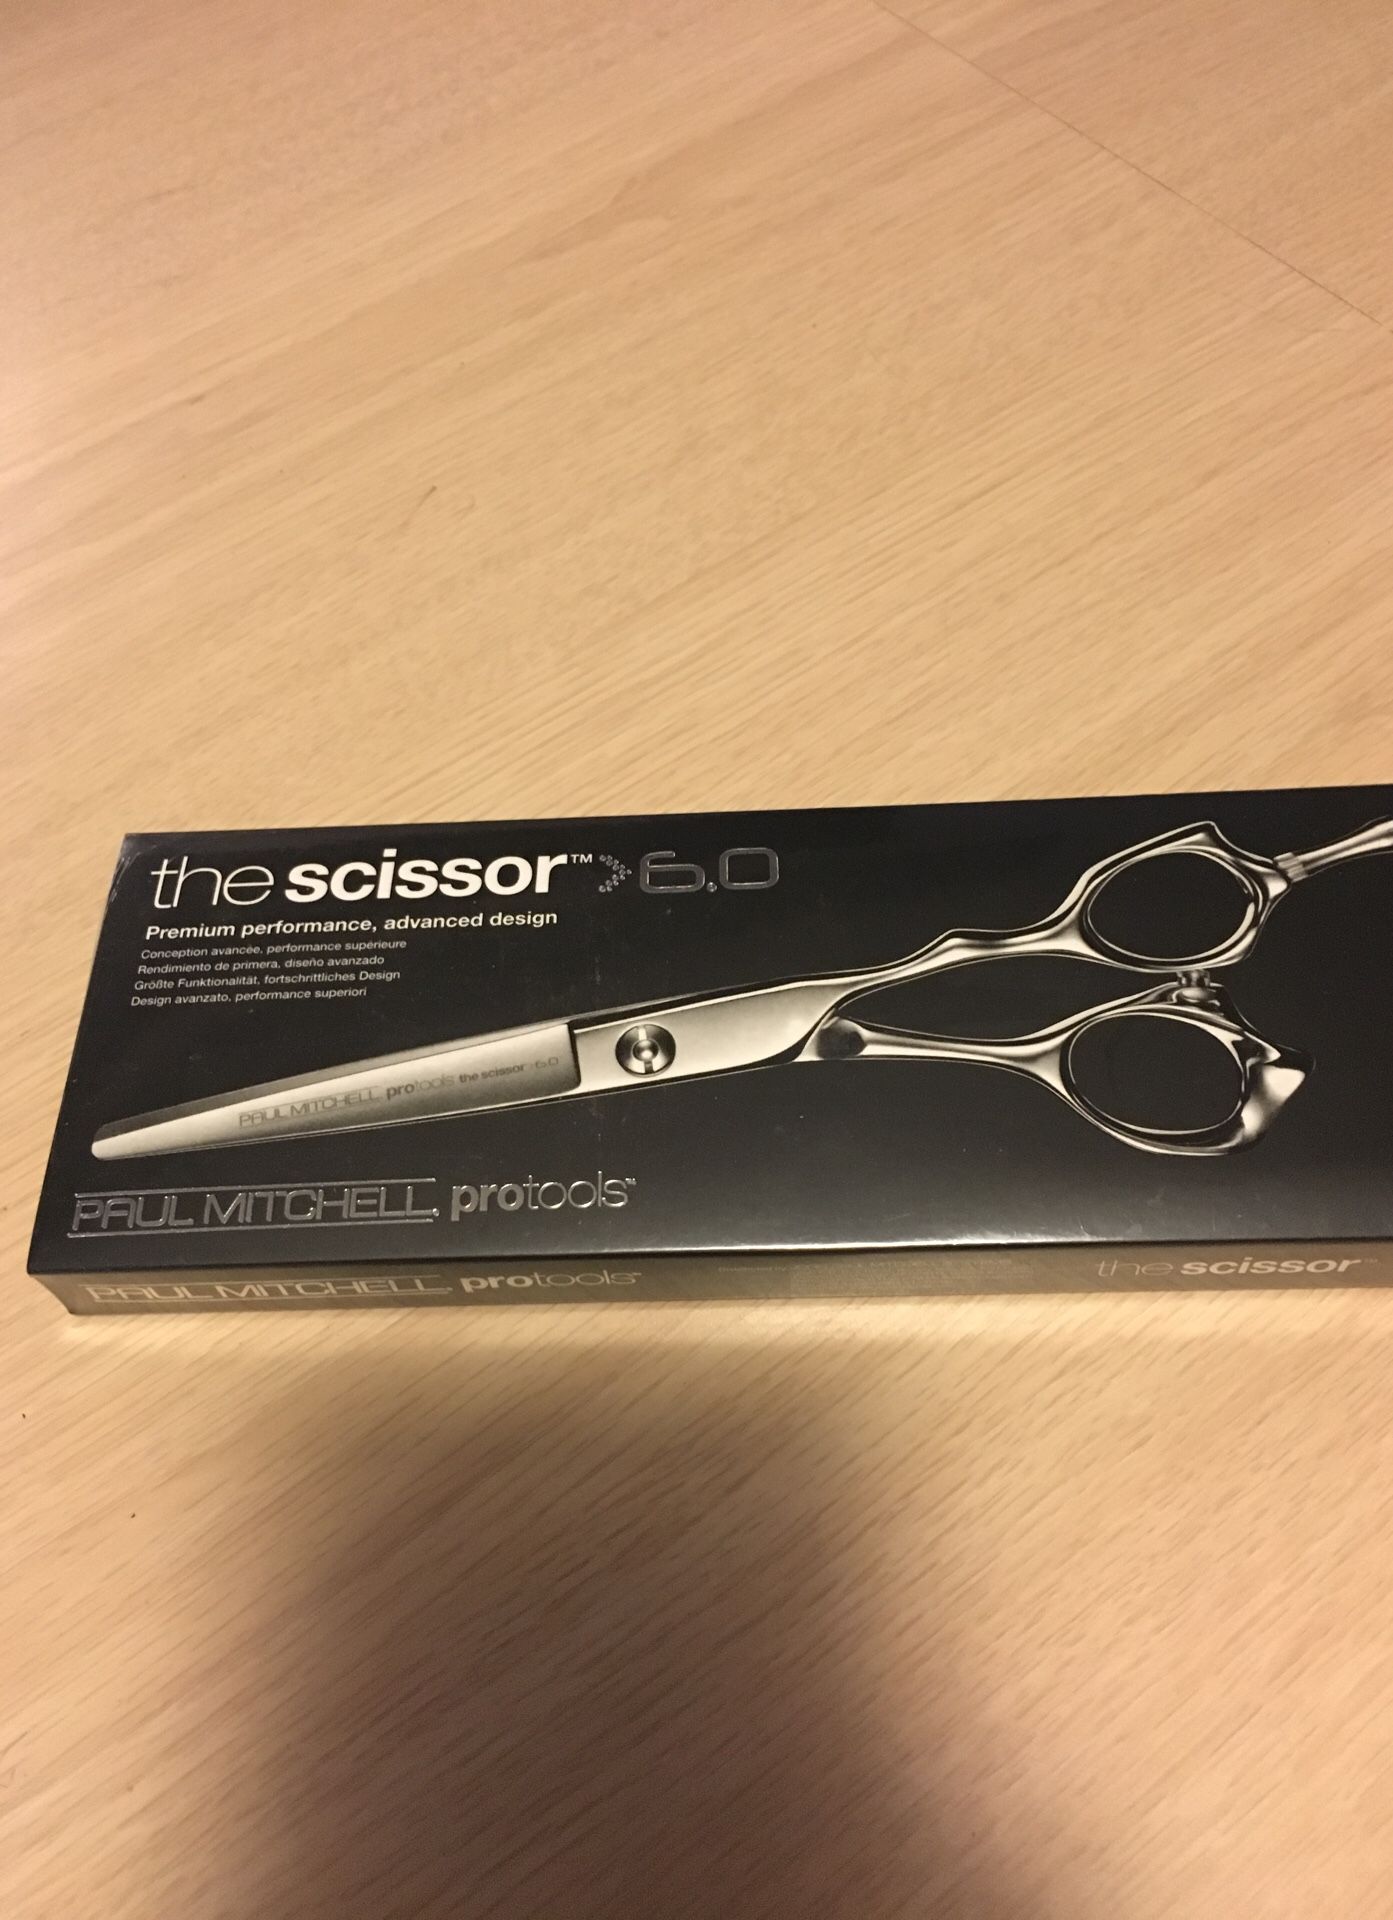 the scissor™ 6.0
Premium performance, advanced design
Conception avancée, performance supérieure
Rendimiento de primera, diseño avanzado
Größte Funktionalität, fortschrittliches Design
Design avanzato, performance superiori
PAUL MITCHELL. protools the scissor 6.0
PAUL MITCHELL. protools™
PAUL MITCHELL. protools™
the scissor™